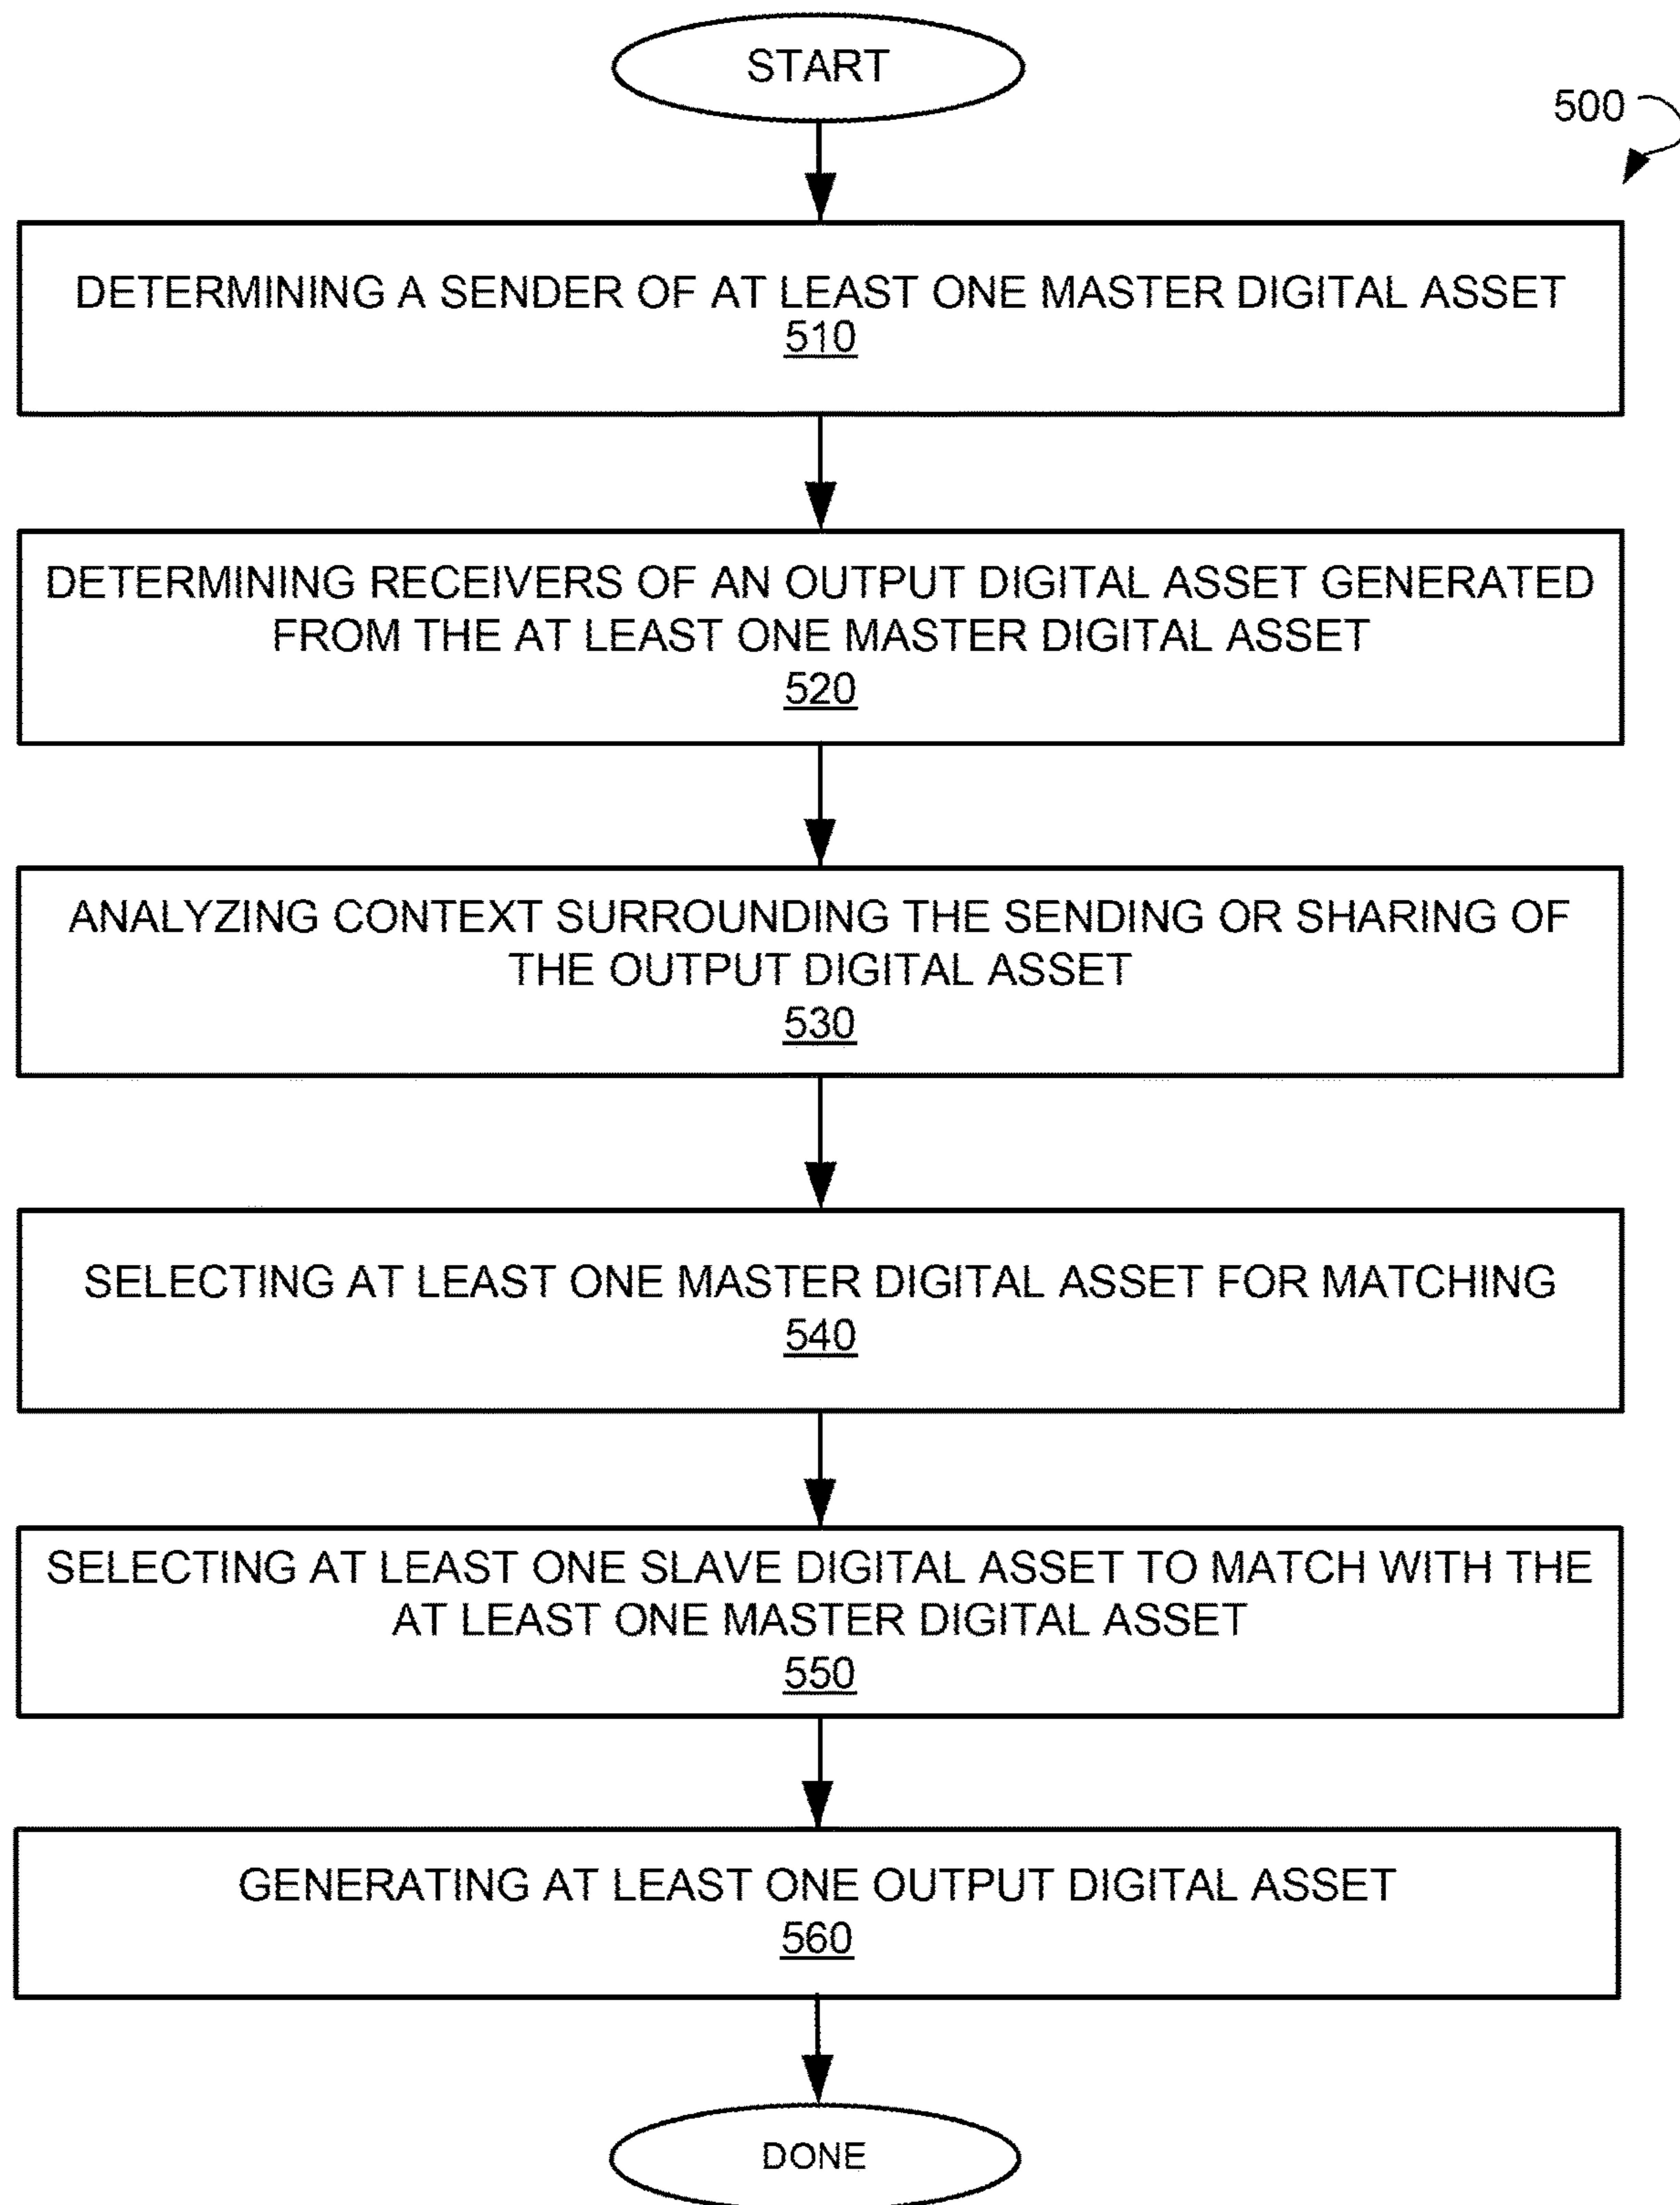 START
500
DETERMINING A SENDER OF AT LEAST ONE MASTER DIGITAL ASSET
510
DETERMINING RECEIVERS OF AN OUTPUT DIGITAL ASSET GENERATED
FROM THE AT LEAST ONE MASTER DIGITAL ASSET
520
ANALYZING CONTEXT SURROUNDING THE SENDING OR SHARING OF
THE OUTPUT DIGITAL ASSET
530
SELECTING AT LEAST ONE MASTER DIGITAL ASSET FOR MATCHING
540
SELECTING AT LEAST ONE SLAVE DIGITAL ASSET TO MATCH WITH THE
AT LEAST ONE MASTER DIGITAL ASSET
550
GENERATING AT LEAST ONE OUTPUT DIGITAL ASSET
560
DONE